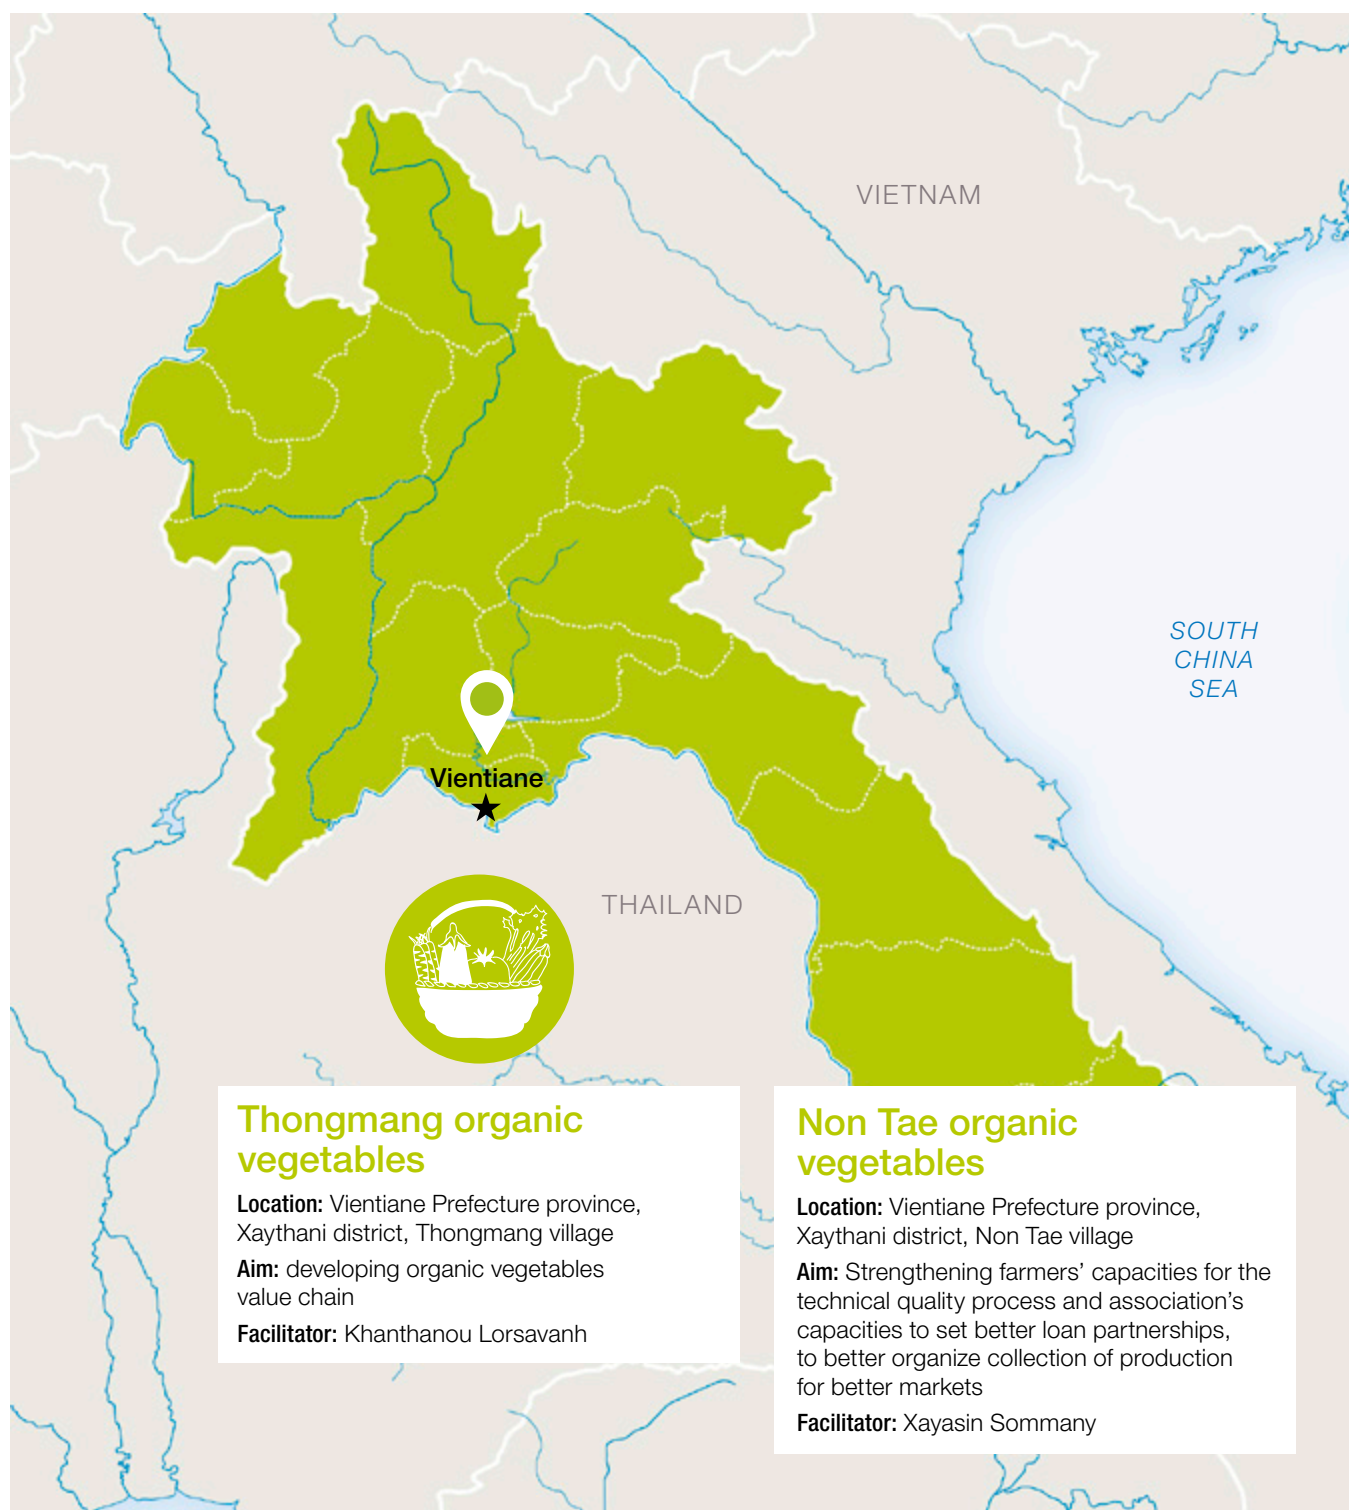 VIETNAM
SOUTH
CHINA
SEA
Vientiane
THAILAND
Thongmang organic
vegetables
Location: Vientiane Prefecture province,
Xaythani district, Thongmang village
Aim: developing organic vegetables
value chain
Facilitator: Khanthanou Lorsavanh
Non Tae organic
vegetables
Location: Vientiane Prefecture province,
Xaythani district, Non Tae village
Aim: Strengthening farmers’ capacities for the
technical quality process and association’s
capacities to set better loan partnerships,
to better organize collection of production
for better markets
Facilitator: Xayasin Sommany